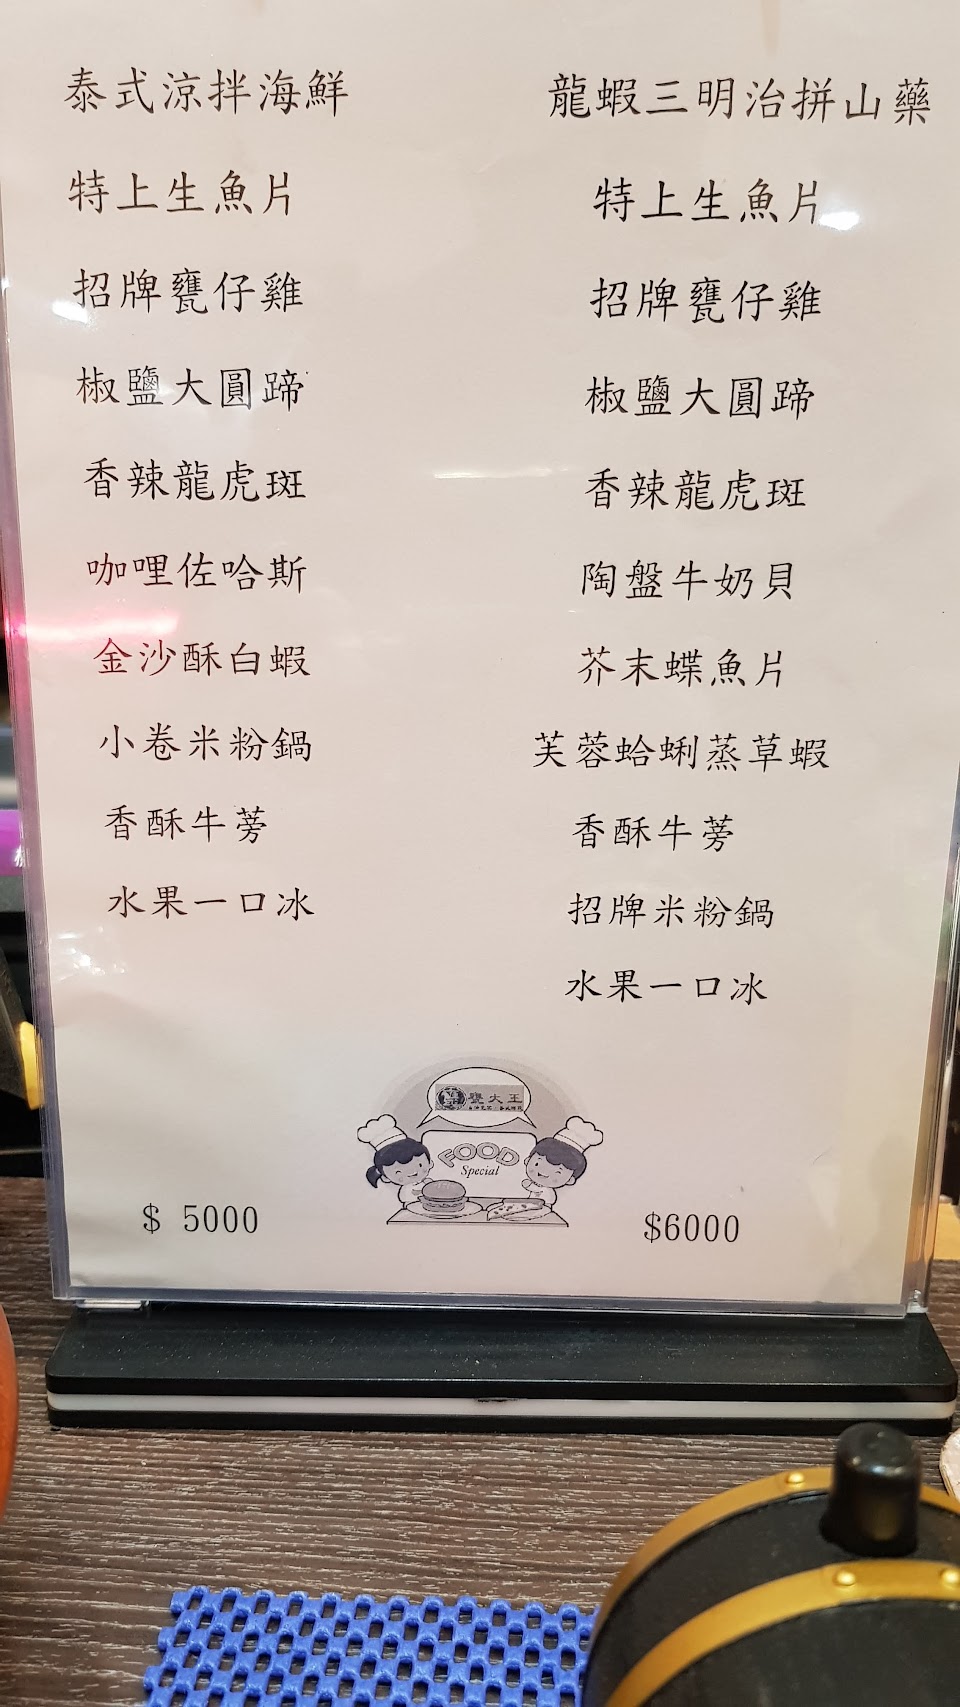 泰式涼拌海鮮
特上生魚片
招牌甕仔雞
椒鹽大圓蹄
香辣龍虎斑
咖哩佐哈斯
金沙酥白蝦
小卷米粉鍋
香酥牛蒡
水果一口冰
$ 5000
龍蝦三明治拼山藥
特上生魚片
招牌甕仔雞
椒鹽大圓蹄
香辣龍虎斑
陶盤牛奶貝
芥末蝶魚片
芙蓉蛤蜊蒸草蝦
香酥牛蒡
招牌米粉鍋
水果一口冰
$6000
甕大王
FOOD
Special